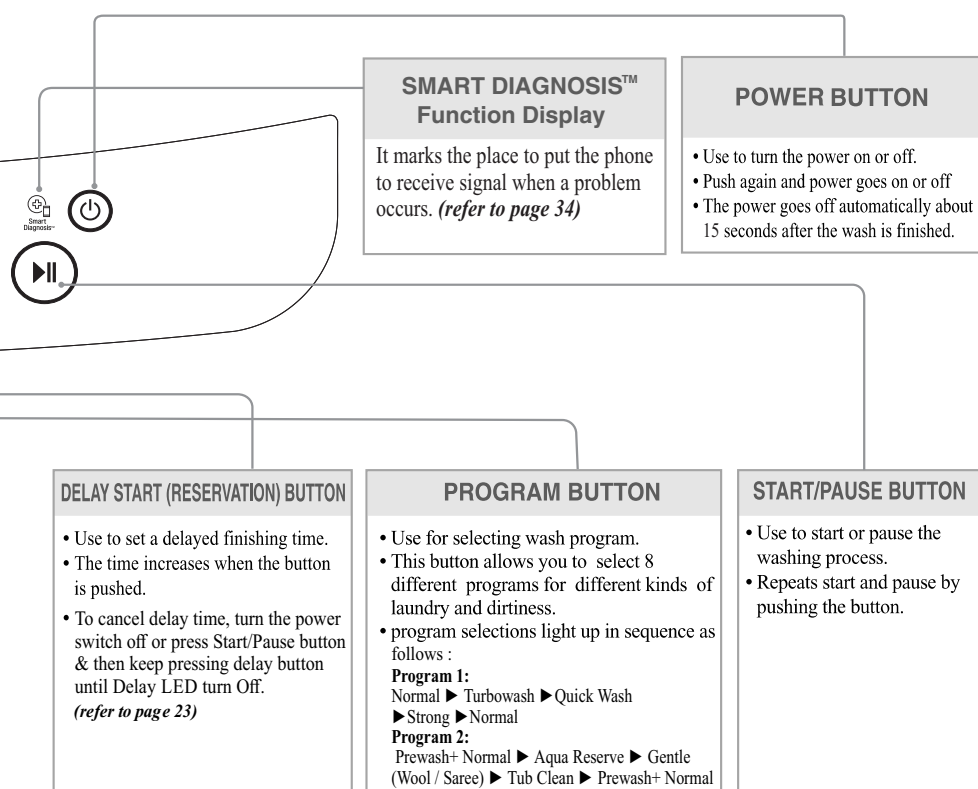 SMART DIAGNOSIS™
Function Display
It marks the place to put the phone
to receive signal when a problem
occurs. (refer to page 34)
POWER BUTTON
• Use to turn the power on or off.
• Push again and power goes on or off
• The power goes off automatically about
15 seconds after the wash is finished.
Smart
Diagnosis™
DELAY START (RESERVATION) BUTTON
• Use to set a delayed finishing time.
• The time increases when the button
is pushed.
• To cancel delay time, turn the power
switch off or press Start/Pause button
& then keep pressing delay button
until Delay LED turn Off.
(refer to page 23)
PROGRAM BUTTON
• Use for selecting wash program.
• This button allows you to select 8
different programs for different kinds of
laundry and dirtiness.
• program selections light up in sequence as
follows :
Program 1:
Normal ▶ Turbowash ▶Quick Wash
▶Strong ▶Normal
Program 2:
Prewash+ Normal ▶ Aqua Reserve ▶ Gentle
(Wool / Saree) ▶ Tub Clean ▶ Prewash+ Normal
START/PAUSE BUTTON
• Use to start or pause the
washing process.
• Repeats start and pause by
pushing the button.